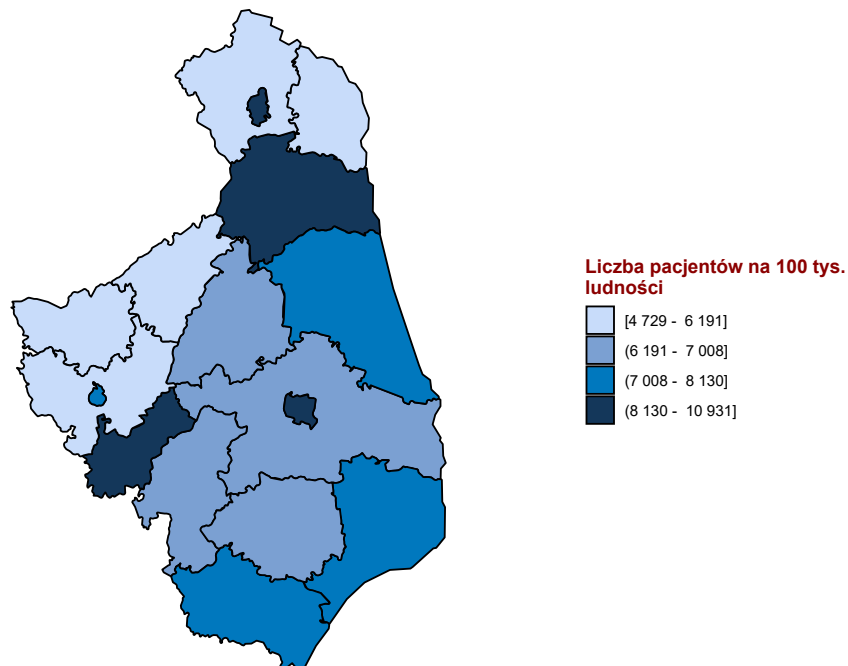 Liczba pacjentów na 100 tys.
ludności
[4 729 - 6 191]
(6 191 - 7 008]
(7 008 - 8 130]
(8 130 - 10 931]